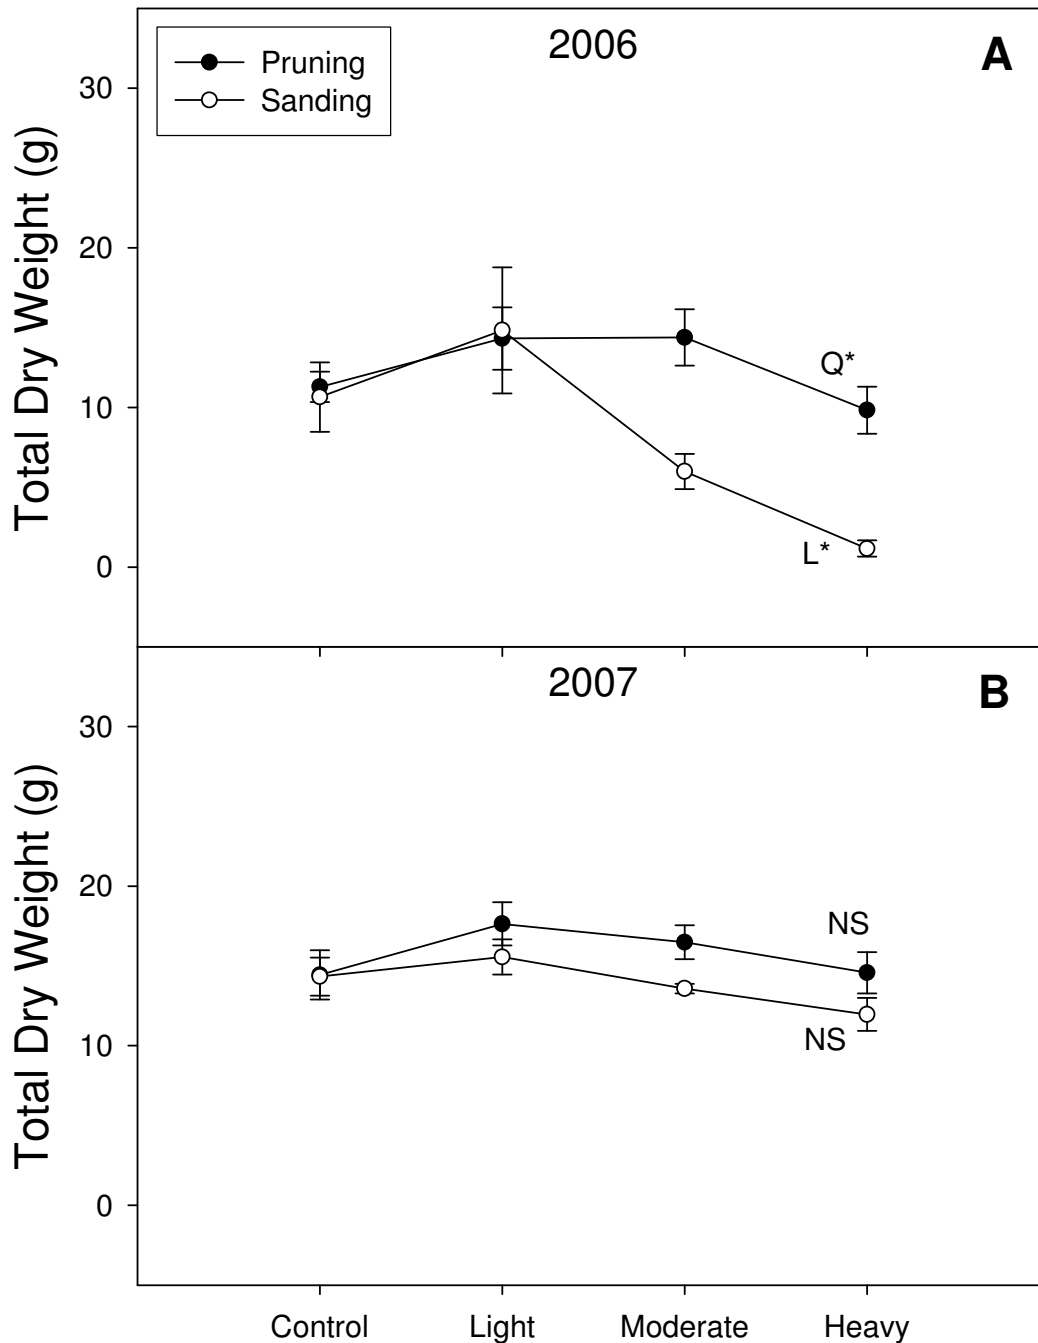 2006
A
Pruning
Sanding
Total Dry Weight (g)
30
20
10
0
Q*
L*
2007
B
Total Dry Weight (g)
30
20
10
0
NS
NS
Control Light Moderate Heavy